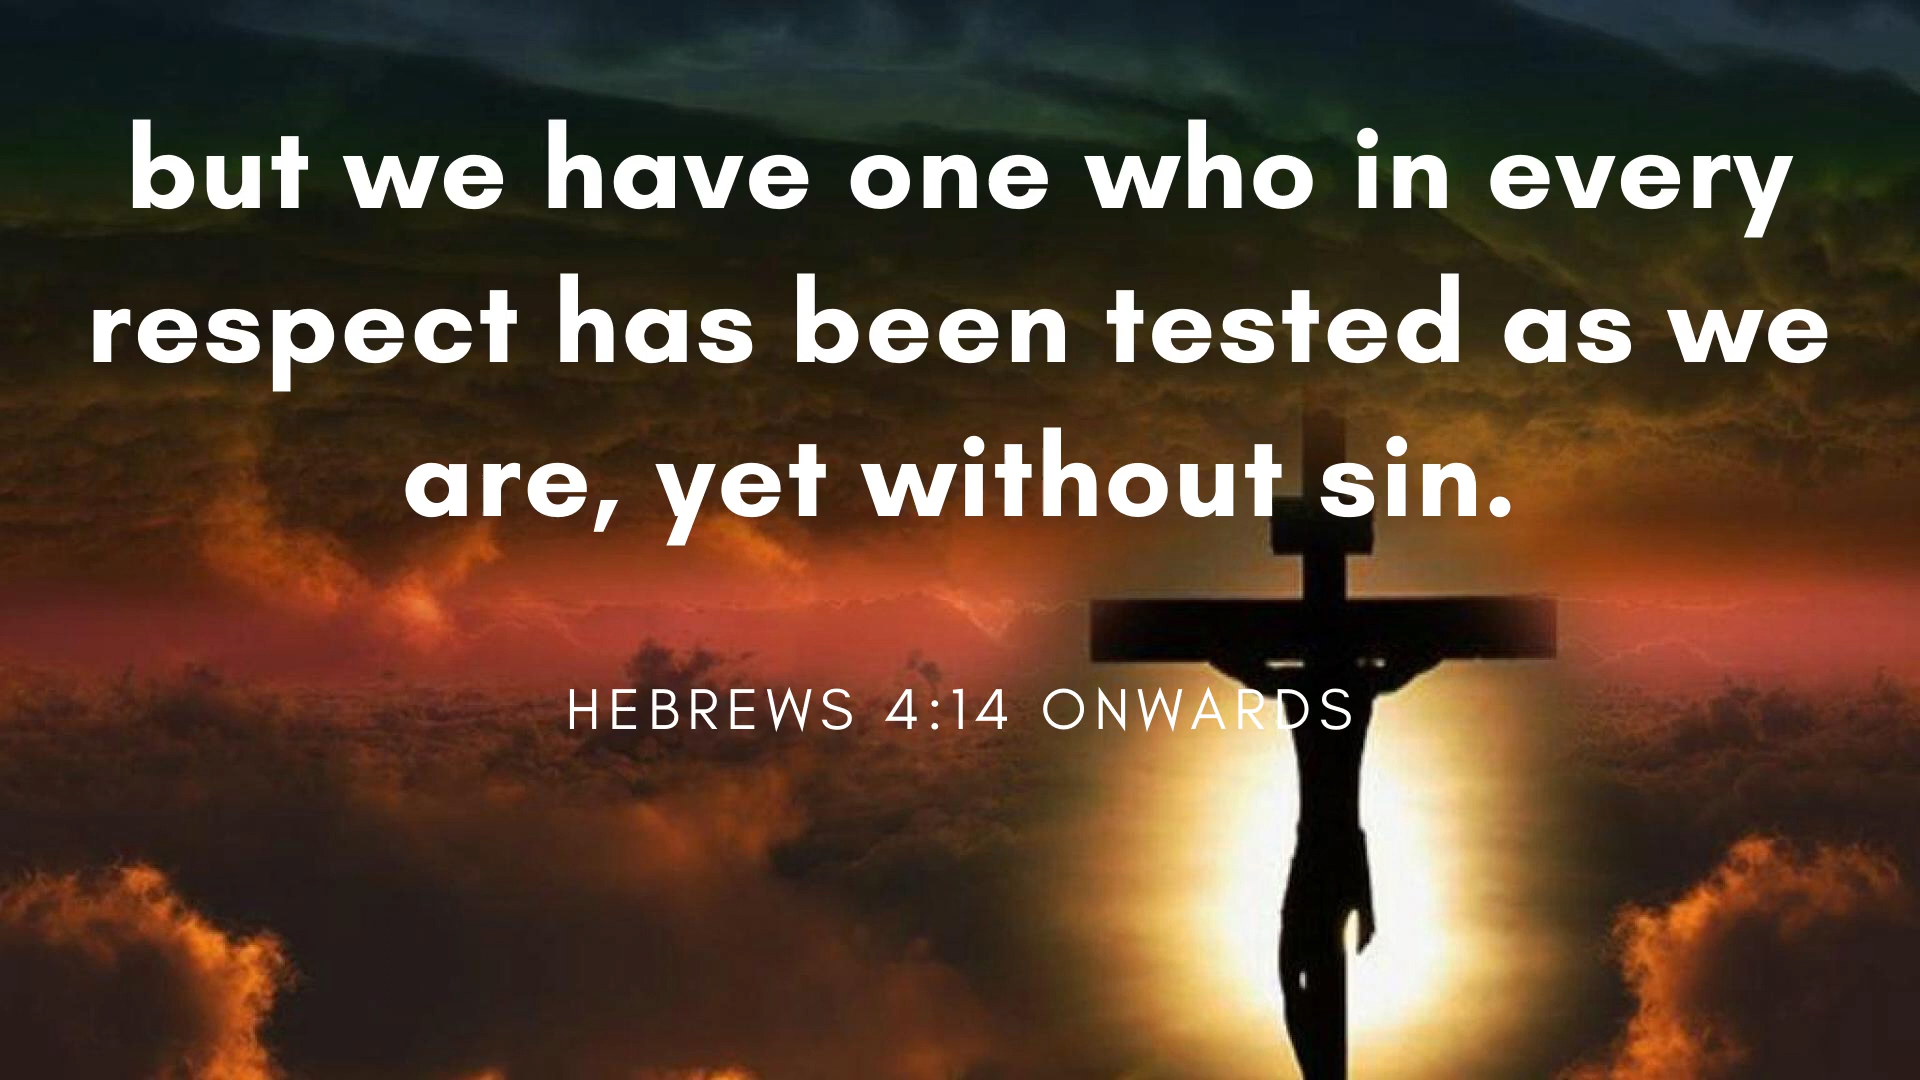 but we have one who in every
respect has been tested as we
are, yet without sin.
HEBREWS 4:14 ONWARDS